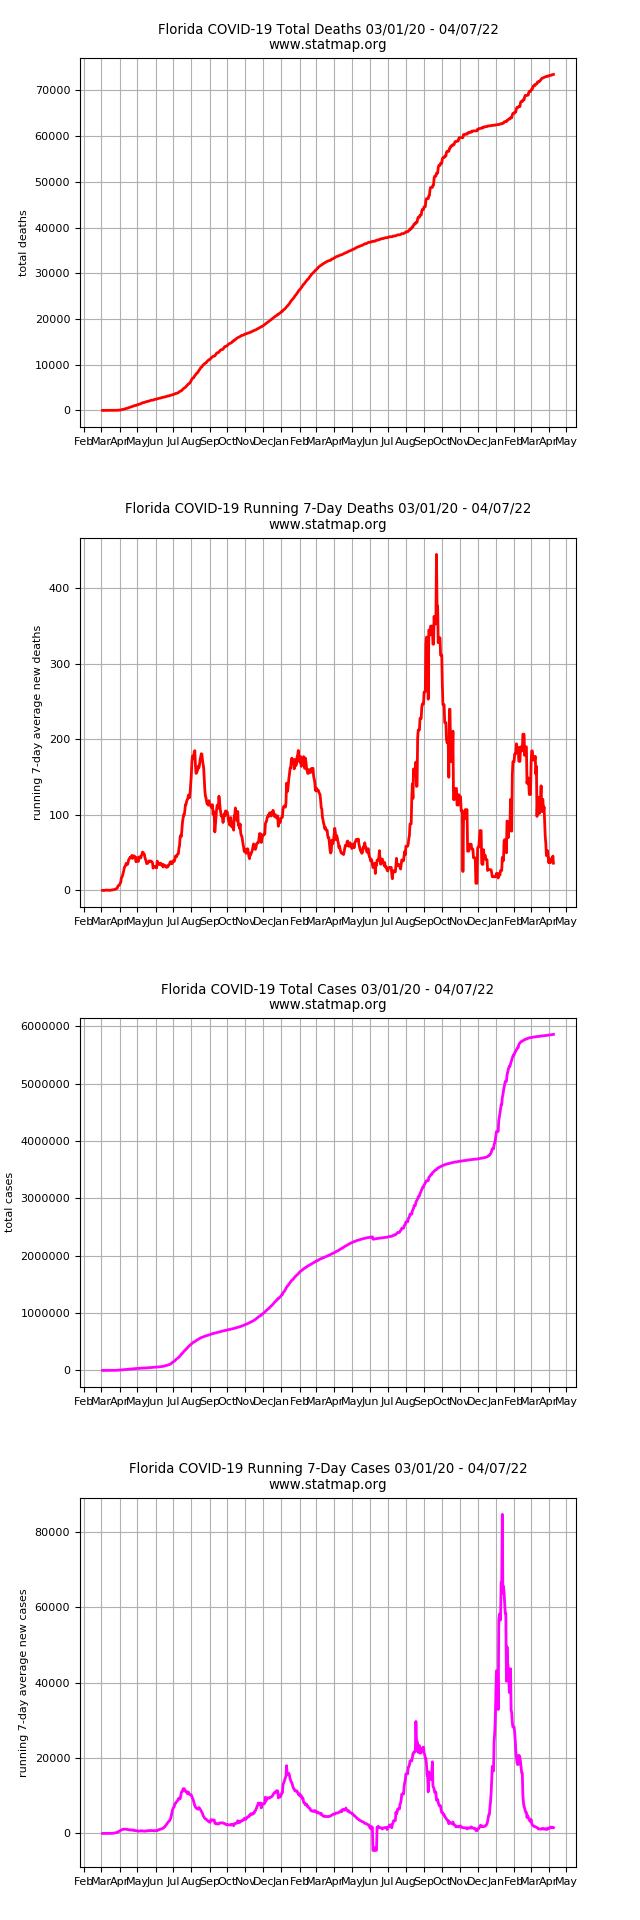 Florida COVID-19 Total Deaths 03/01/20 - 04/07/22
www.statmap.org
70000
60000
50000
40000
30000
20000
10000
0
total deaths
Feb Mar Apr May Jun Jul Aug Sep Oct Nov Dec Jan Feb Mar Apr May Jun Jul Aug Sep Oct Nov Dec Jan Feb Mar Apr May
Florida COVID-19 Running 7-Day Deaths 03/01/20 - 04/07/22
www.statmap.org
400
300
200
100
0
running 7-day average new deaths
Feb Mar Apr May Jun Jul Aug Sep Oct Nov Dec Jan Feb Mar Apr May Jun Jul Aug Sep Oct Nov Dec Jan Feb Mar Apr May
Florida COVID-19 Total Cases 03/01/20 - 04/07/22
www.statmap.org
6000000
5000000
4000000
3000000
2000000
1000000
0
total cases
Feb Mar Apr May Jun Jul Aug Sep Oct Nov Dec Jan Feb Mar Apr May Jun Jul Aug Sep Oct Nov Dec Jan Feb Mar Apr May
Florida COVID-19 Running 7-Day Cases 03/01/20 - 04/07/22
www.statmap.org
80000
60000
40000
20000
0
running 7-day average new cases
Feb Mar Apr May Jun Jul Aug Sep Oct Nov Dec Jan Feb Mar Apr May Jun Jul Aug Sep Oct Nov Dec Jan Feb Mar Apr May